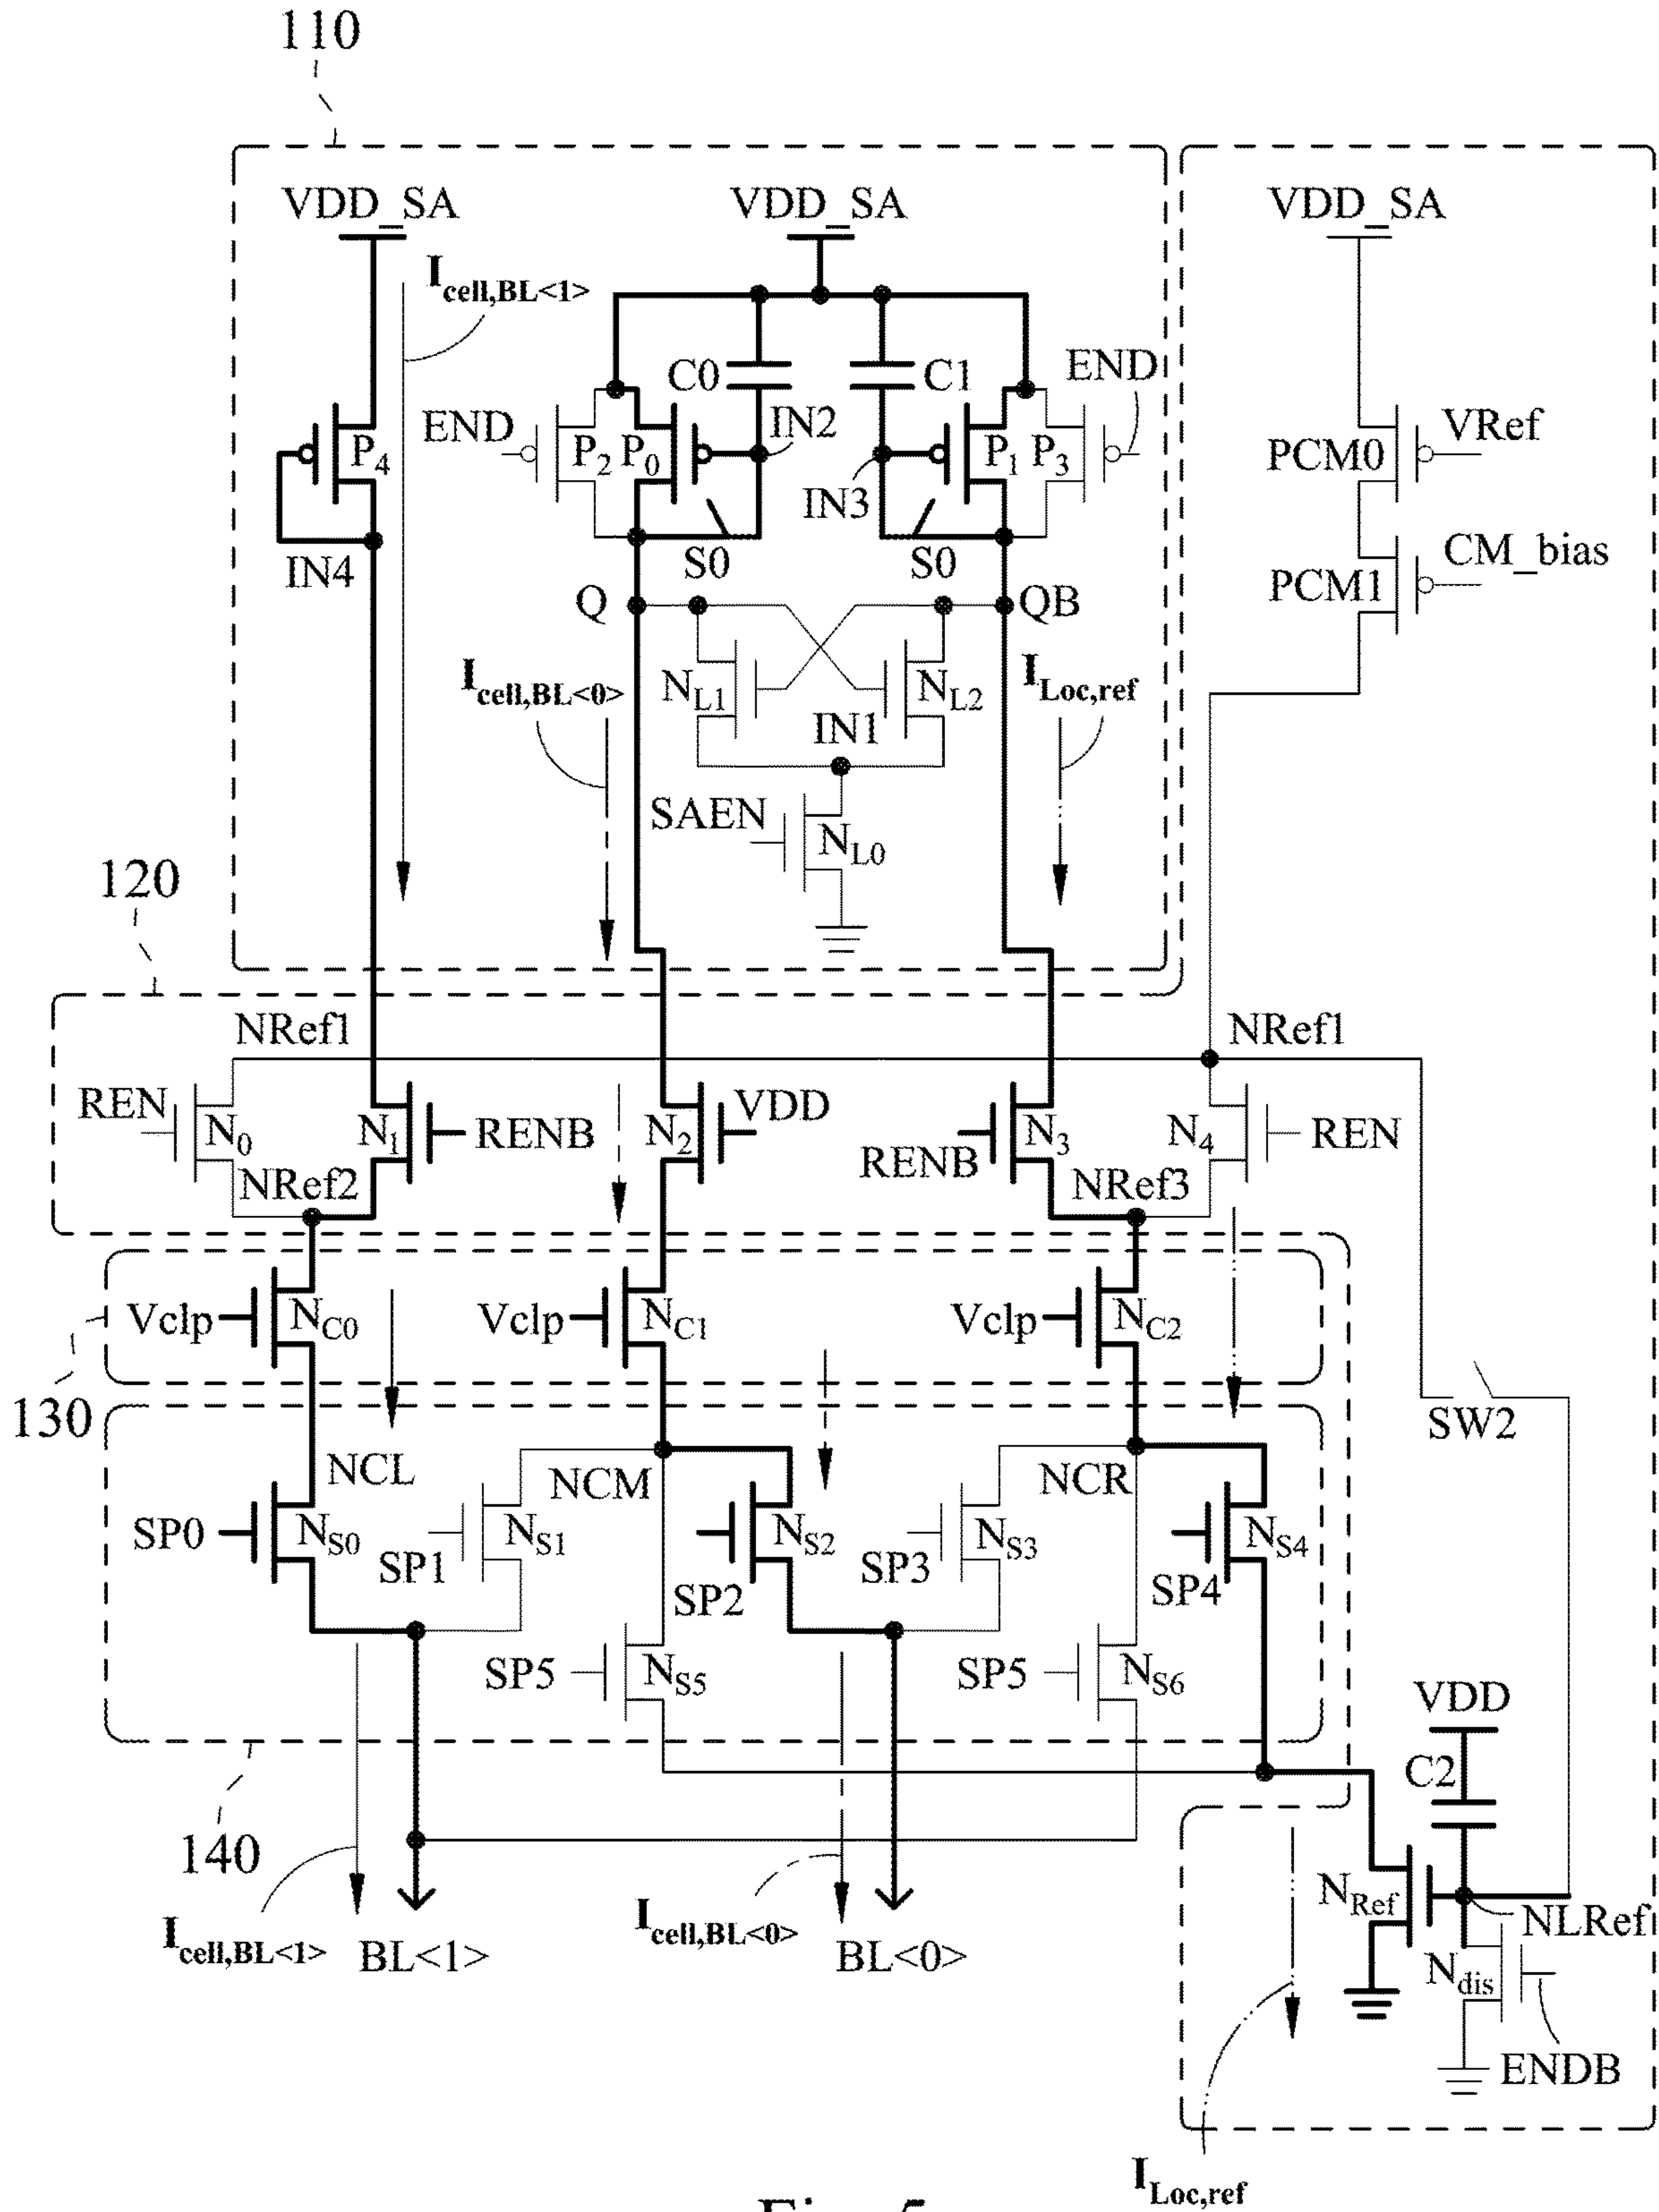 110
VDD_SA
VDD_SA
VDD_SA
Icell,BL<1>
C0
C1
END
END
P2
P0
IN2
P4
IN3
P1
P3
VRef
PCM0
IN4
S0
S0
CM_bias
PCM1
Q
QB
Icell,BL<0>
NL1
NL2
IN1
ILoc,ref
SAEN
NL0
120
NRef1
NRef1
REN
N0
N1
RENB
N2
VDD
RENB
N3
N4
REN
NRef2
NRef3
Vclp
NC0
Vclp
NC1
Vclp
NC2
130
SW2
NCL
NCM
NCR
SP0
NS0
SP1
NS1
SP2
NS2
SP3
NS3
SP4
NS4
SP5
NS5
SP5
NS6
VDD
C2
140
NRef
NLRef
Icell,BL<1>
BL<1>
Icell,BL<0>
BL<0>
Ndis
ENDB
ILoc,ref